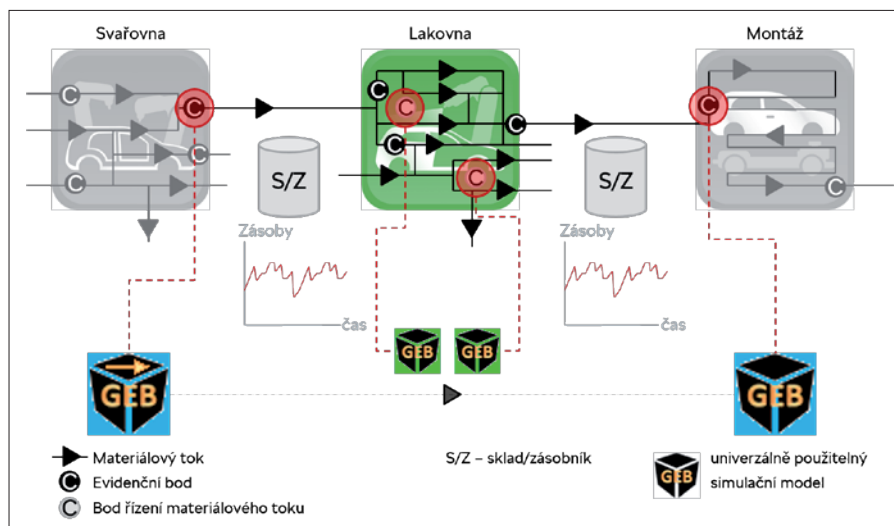 Svařovna
Lakovna
Montáž
C
C
C
C
C
C
C
C
C
C
S/Z
S/Z
Zásoby
čas
Zásoby
čas
GEB
GEB
GEB
GEB
Materiálový tok
C Evidenční bod
C Bod řízení materiálového toku
S/Z – sklad/zásobník
GEB univerzálně použitelný
simulační model